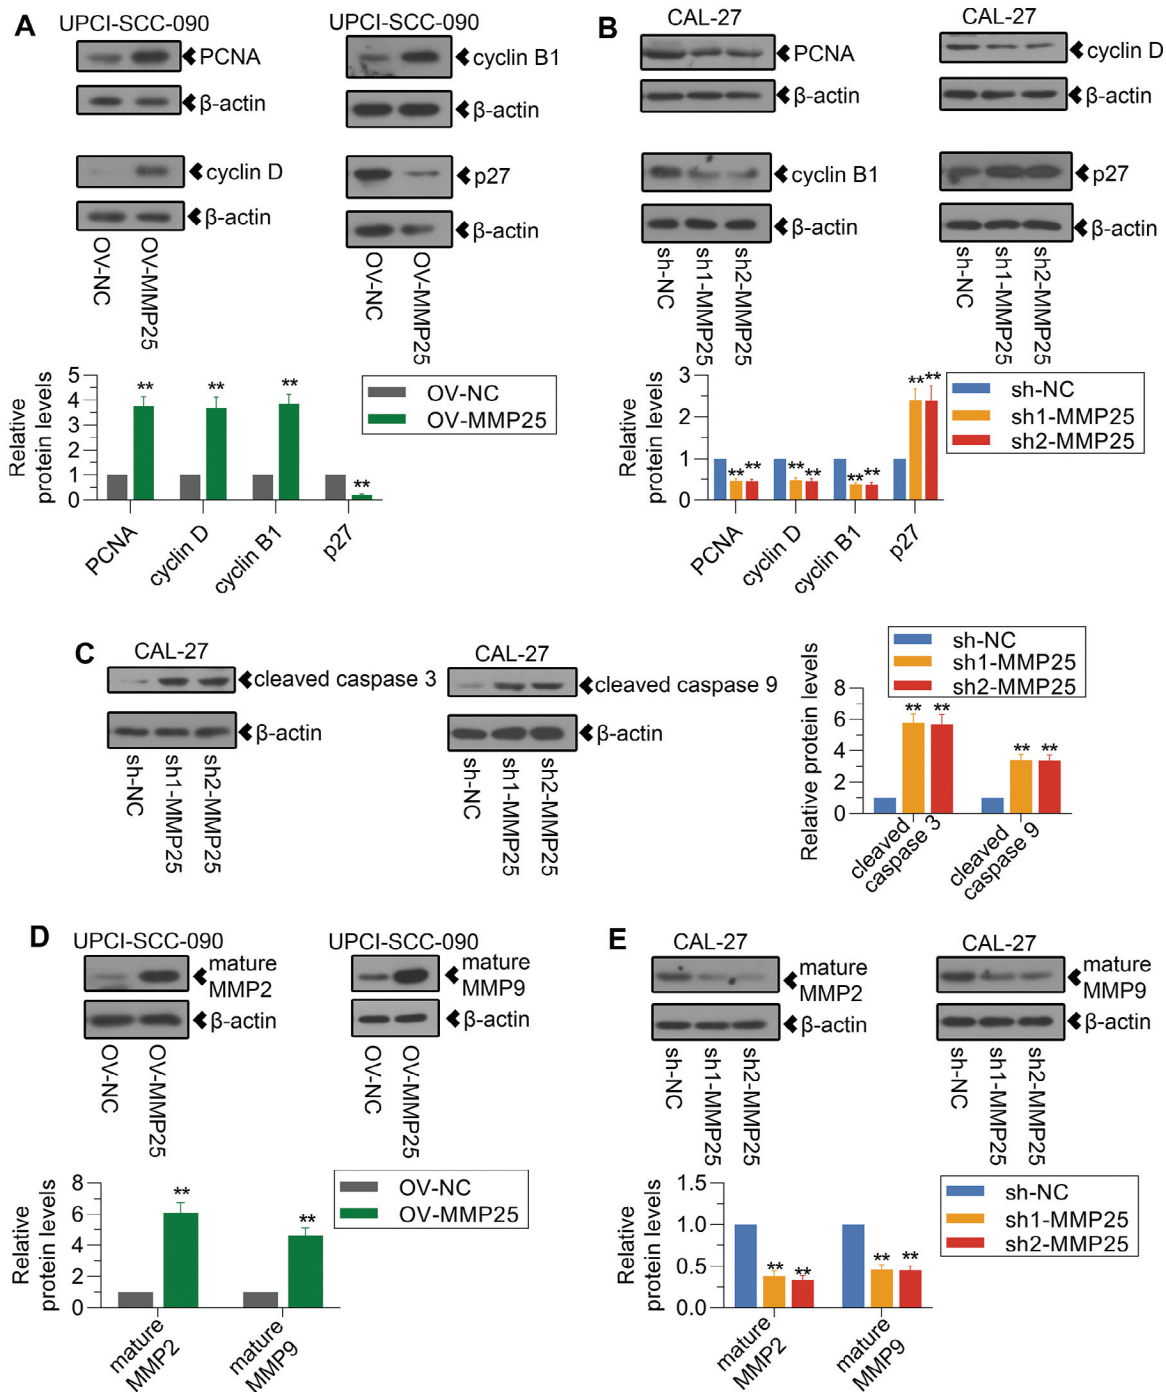 A
UPCI-SCC-090
PCNA
β-actin
cyclin D
β-actin
OV-NC
OV-MMP25
UPCI-SCC-090
cyclin B1
β-actin
p27
β-actin
OV-NC
OV-MMP25
Relative
protein levels
5
4
3
2
1
0
**
**
**
**
PCNA
cyclin D
cyclin B1
p27
OV-NC
OV-MMP25
B
CAL-27
PCNA
β-actin
cyclin B1
β-actin
sh-NC
sh1-MMP25
sh2-MMP25
CAL-27
cyclin D
β-actin
p27
β-actin
sh-NC
sh1-MMP25
sh2-MMP25
Relative
protein levels
3
2
1
0
** **
** **
** **
** **
PCNA
cyclin D
cyclin B1
p27
sh-NC
sh1-MMP25
sh2-MMP25
C
CAL-27
cleaved caspase 3
β-actin
sh-NC
sh1-MMP25
sh2-MMP25
CAL-27
cleaved caspase 9
β-actin
sh-NC
sh1-MMP25
sh2-MMP25
sh-NC
sh1-MMP25
sh2-MMP25
Relative protein levels
8
6
4
2
0
** **
** **
cleaved
caspase 3
cleaved
caspase 9
D
UPCI-SCC-090
mature
MMP2
β-actin
OV-NC
OV-MMP25
UPCI-SCC-090
mature
MMP9
β-actin
OV-NC
OV-MMP25
Relative
protein levels
8
6
4
2
0
**
**
mature
MMP2
mature
MMP9
OV-NC
OV-MMP25
E
CAL-27
mature
MMP2
β-actin
sh-NC
sh1-MMP25
sh2-MMP25
CAL-27
mature
MMP9
β-actin
sh-NC
sh1-MMP25
sh2-MMP25
Relative
protein levels
1.5
1.0
0.5
0.0
** **
** **
mature
MMP2
mature
MMP9
sh-NC
sh1-MMP25
sh2-MMP25